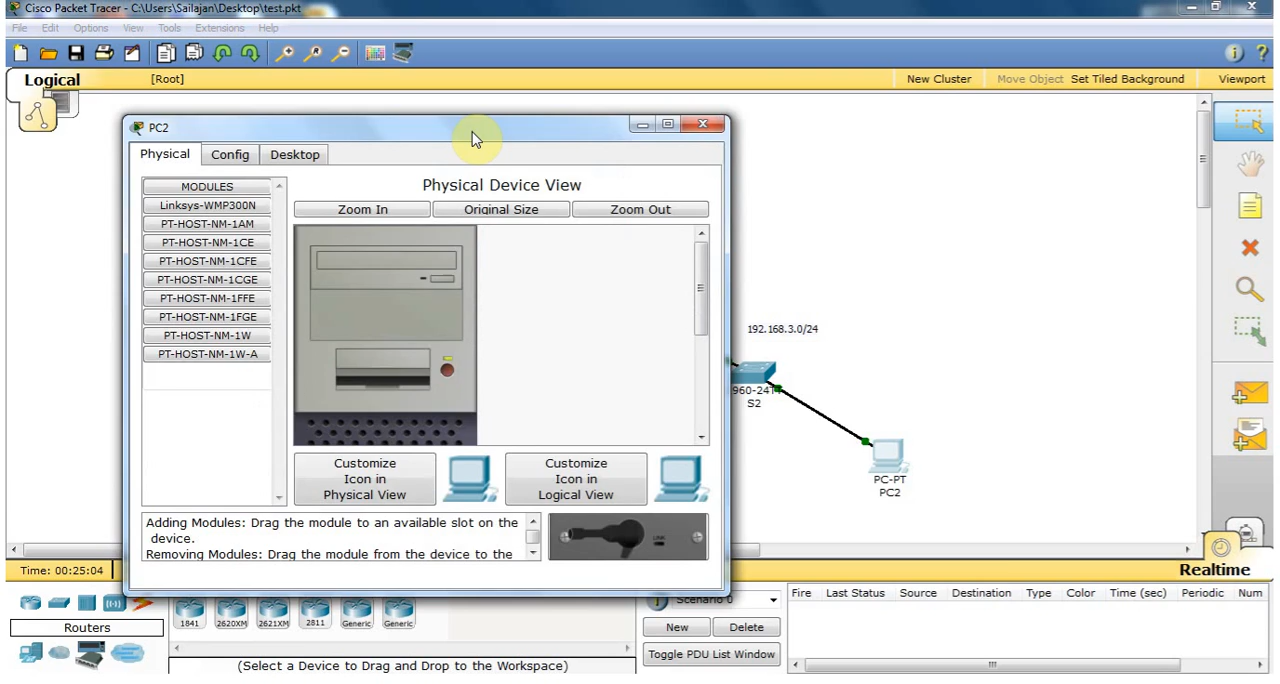 Cisco Packet Tracer - C:\Users\Sailajan\Desktop\test.pkt
File Edit Options View Tools Extensions Help
Logical [Root] New Cluster Move Object Set Tiled Background Viewport
PC2
Physical Config Desktop
MODULES
Linksys-WMP300N
PT-HOST-NM-1AM
PT-HOST-NM-1CE
PT-HOST-NM-1CFE
PT-HOST-NM-1CGE
PT-HOST-NM-1FFE
PT-HOST-NM-1FGE
PT-HOST-NM-1W
PT-HOST-NM-1W-A
Physical Device View
Zoom In Original Size Zoom Out
Customize
Icon in
Physical View
Customize
Icon in
Logical View
Adding Modules: Drag the module to an available slot on the
device.
Removing Modules: Drag the module from the device to the
LINK
192.168.3.0/24
S2
PC-PT
PC2
Time: 00:25:04
Realtime
Routers
1841 2620XM 2621XM 2811 Generic Generic
(Select a Device to Drag and Drop to the Workspace)
Scenario 0
New Delete
Toggle PDU List Window
Fire Last Status Source Destination Type Color Time (sec) Periodic Num